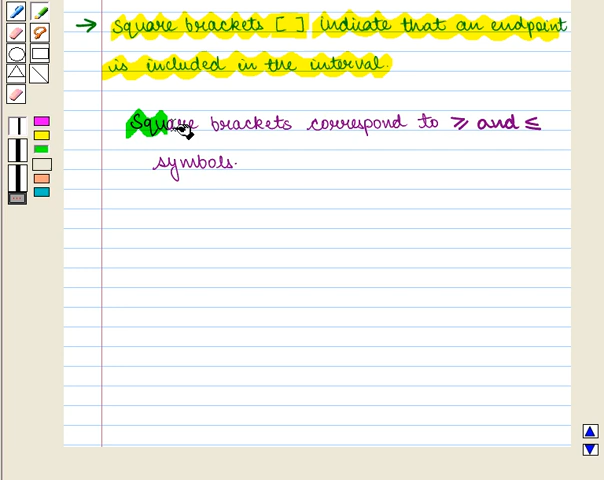 → Square brackets [ ] indicate that an endpoint
is included in the interval.
Square brackets correspond to ⩾ and ≤
symbols.